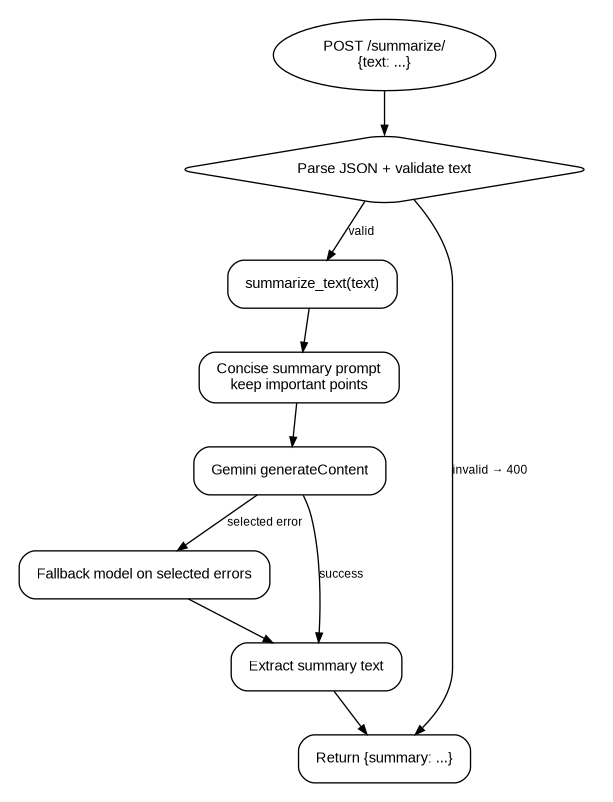 POST /summarize/
{text: ...}
Parse JSON + validate text
valid
summarize_text(text)
Concise summary prompt
keep important points
Gemini generateContent
invalid → 400
selected error
Fallback model on selected errors
success
Extract summary text
Return {summary: ...}